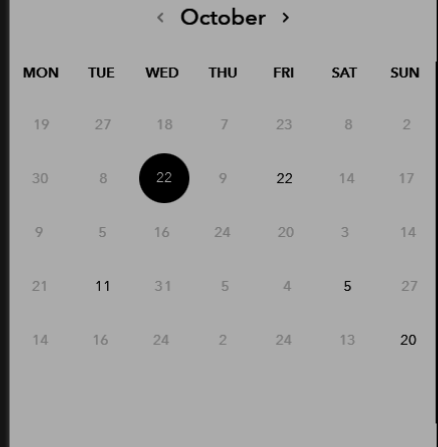 ‹ October ›
MON TUE WED THU FRI SAT SUN
19 27 18 7 23 8 2
30 8 22 9 22 14 17
9 5 16 24 20 3 14
21 11 31 5 4 5 27
14 16 24 2 24 13 20